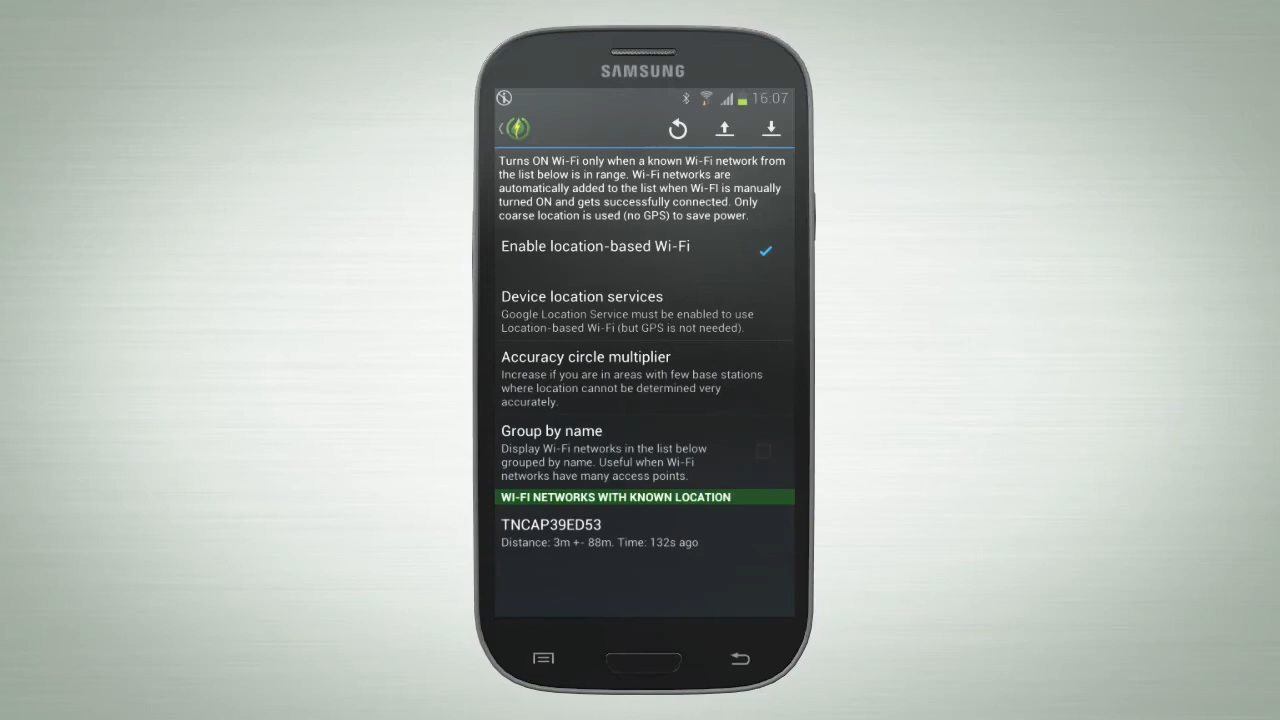 SAMSUNG
16:07
Turns ON Wi-Fi only when a known Wi-Fi network from
the list below is in range. Wi-Fi networks are
automatically added to the list when Wi-FI is manually
turned ON and gets successfully connected. Only
coarse location is used (no GPS) to save power.
Enable location-based Wi-Fi
Device location services
Google Location Service must be enabled to use
Location-based Wi-Fi (but GPS is not needed).
Accuracy circle multiplier
Increase if you are in areas with few base stations
where location cannot be determined very
accurately.
Group by name
Display Wi-Fi networks in the list below
grouped by name. Useful when Wi-Fi
networks have many access points.
WI-FI NETWORKS WITH KNOWN LOCATION
TNCAP39ED53
Distance: 3m +- 88m. Time: 132s ago